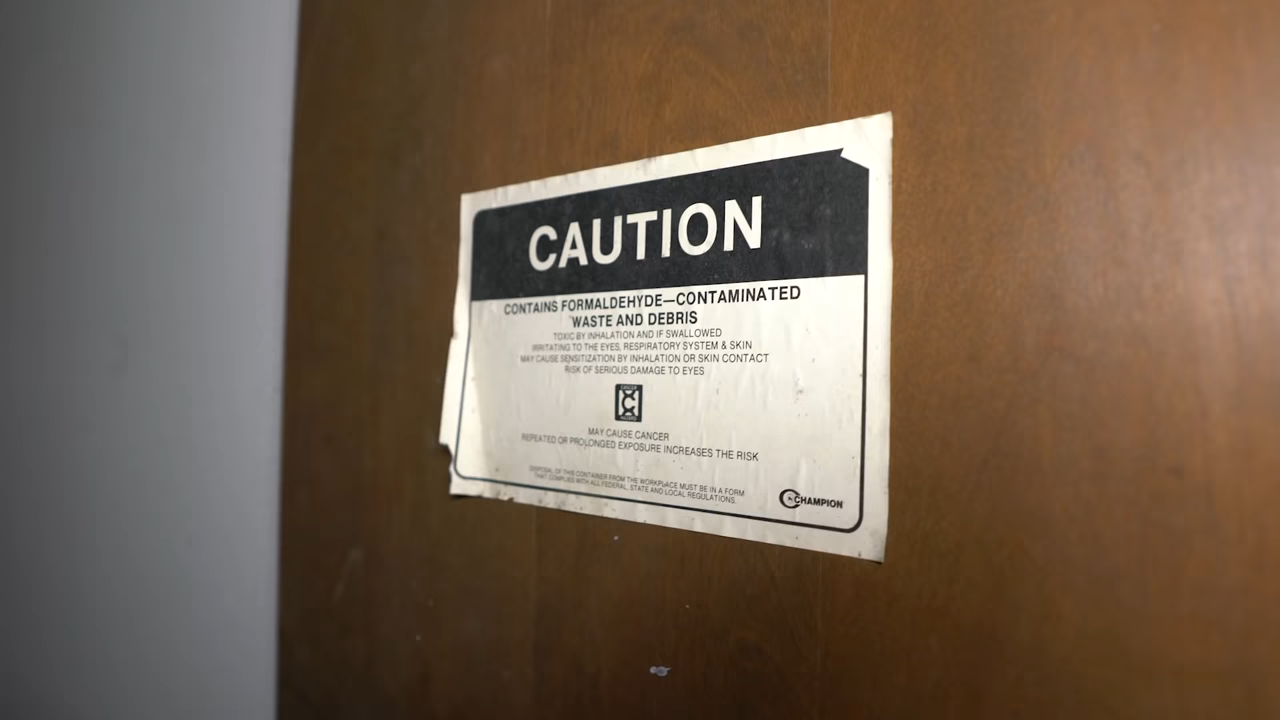 CAUTION
CONTAINS FORMALDEHYDE—CONTAMINATED
WASTE AND DEBRIS
TOXIC BY INHALATION AND IF SWALLOWED
IRRITATING TO THE EYES, RESPIRATORY SYSTEM & SKIN
MAY CAUSE SENSITIZATION BY INHALATION OR SKIN CONTACT
RISK OF SERIOUS DAMAGE TO EYES
CANCER
HAZARD
MAY CAUSE CANCER
REPEATED OR PROLONGED EXPOSURE INCREASES THE RISK
DISPOSAL OF THIS CONTAINER FROM THE WORKPLACE MUST BE IN A FORM
THAT COMPLIES WITH ALL FEDERAL, STATE AND LOCAL REGULATIONS.
CHAMPION